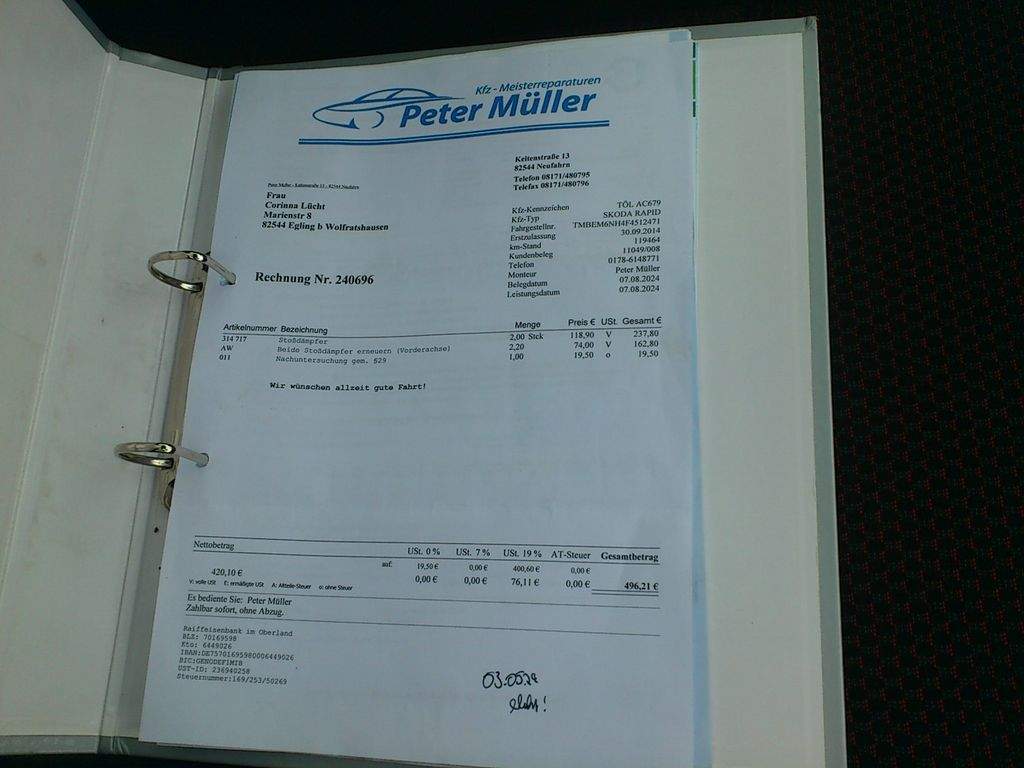 Kfz - Meisterreparaturen
Peter Müller
Keltenstraße 13
82544 Neufahrn
Telefon 08171/480795
Telefax 08171/480796
Peter Müller - Keltenstraße 13 - 82544 Neufahrn
Frau
Corinna Lücht
Marienstr 8
82544 Egling b Wolfratshausen
Kfz-Kennzeichen TÖL AC679
Kfz-Typ SKODA RAPID
Fahrgestellnr. TMBEM6NH4F4512471
Erstzulassung 30.09.2014
km-Stand 119464
Kundenbeleg 11049/008
Telefon 0178-6148771
Monteur Peter Müller
Belegdatum 07.08.2024
Leistungsdatum 07.08.2024
Rechnung Nr. 240696
Artikelnummer Bezeichnung Menge Preis € USt. Gesamt €
314 717 Stoßdämpfer 2,00 Stck 118,90 V 237,80
AW Beide Stoßdämpfer erneuern (Vorderachse) 2,20 74,00 V 162,80
011 Nachuntersuchung gem. §29 1,00 19,50 o 19,50
Wir wünschen allzeit gute Fahrt!
Nettobetrag USt. 0 % USt. 7 % USt. 19 % AT-Steuer Gesamtbetrag
auf: 19,50 € 0,00 € 400,60 € 0,00 €
420,10 € 0,00 € 0,00 € 76,11 € 0,00 € 496,21 €
V: volle USt E: ermäßigte USt A: Altteile-Steuer o: ohne Steuer
Es bediente Sie: Peter Müller
Zahlbar sofort, ohne Abzug.
Raiffeisenbank im Oberland
BLZ: 70169598
Kto: 6449026
IBAN:DE75701695980006449026
BIC:GENODEF1MIB
UST-ID: 236940258
Steuernummer:169/253/50269